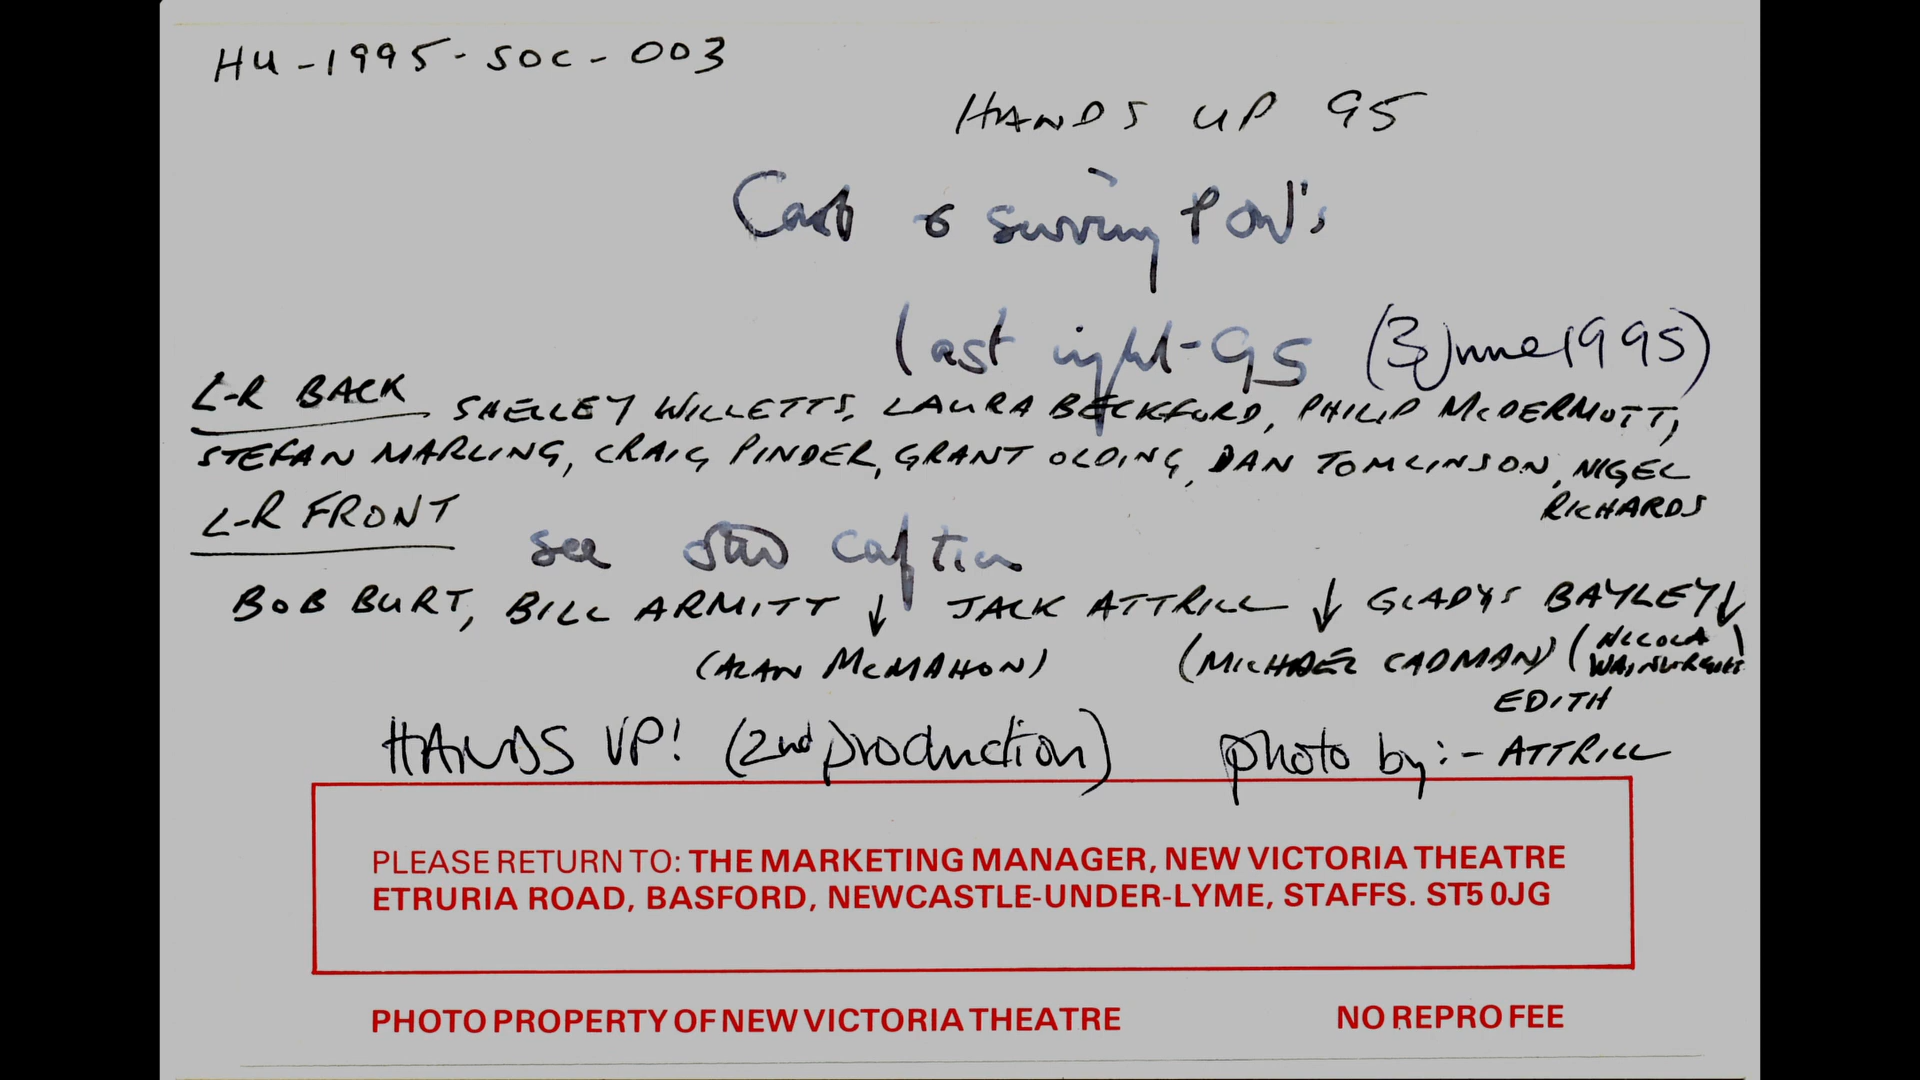 HU-1995-SOC-003
HANDS UP 95
Cast & surviving POW's
last night-95 (3 June 1995)
L-R BACK SHELLEY WILLETTS, LAURA BECKFORD, PHILIP McDERMOTT,
STEFAN MARLING, CRAIG PINDER, GRANT OLDING, DAN TOMLINSON, NIGEL
RICHARDS
L-R FRONT
see caption
BOB BURT, BILL ARMITT ↓ JACK ATTRILL ↓ GLADYS BAYLEY ↓
(ALAN McMAHON) (MICHAEL CADMAN) (NICOLA
EDITH
HANDS UP! (2nd production) photo by:- ATTRILL
PLEASE RETURN TO: THE MARKETING MANAGER, NEW VICTORIA THEATRE
ETRURIA ROAD, BASFORD, NEWCASTLE-UNDER-LYME, STAFFS. ST5 0JG
PHOTO PROPERTY OF NEW VICTORIA THEATRE NO REPRO FEE